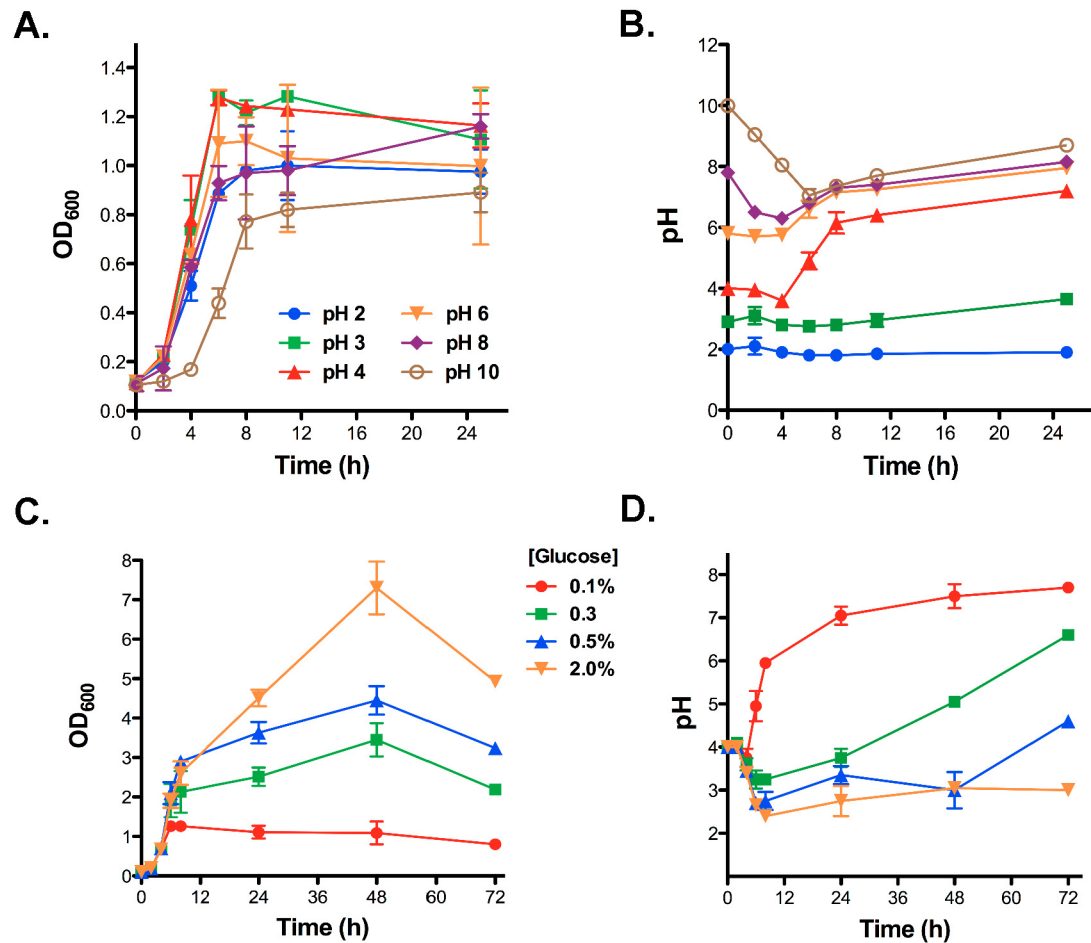 A.
OD600
1.4
1.2
1.0
0.8
0.6
0.4
0.2
0.0
0 4 8 12 16 20 24
Time (h)
pH 2
pH 3
pH 4
pH 6
pH 8
pH 10
B.
pH
12
10
8
6
4
2
0
0 4 8 12 16 20 24
Time (h)
C.
OD600
8
7
6
5
4
3
2
1
0
0 12 24 36 48 60 72
Time (h)
[Glucose]
0.1%
0.3
0.5%
2.0%
D.
pH
8
7
6
5
4
3
2
0 12 24 36 48 60 72
Time (h)